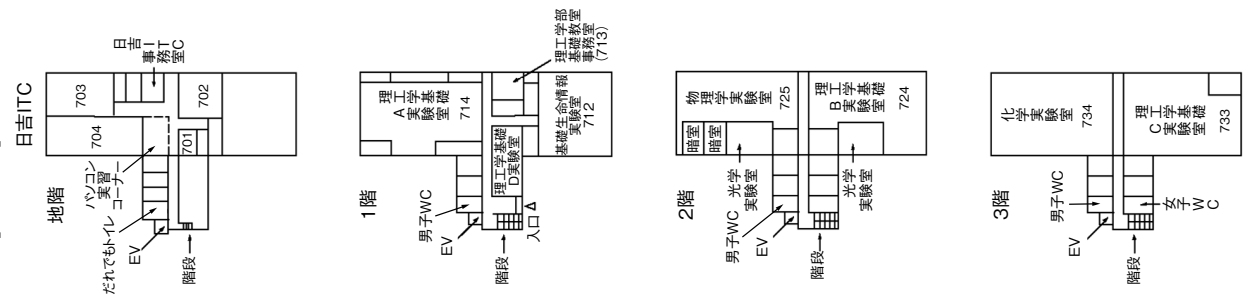 日吉ITC
地階
704
703
日吉ITC
事務室
パソコン
実習
コーナー
701
702
だれでもトイレ
EV
階段
1階
理工学基礎
A
実験室
714
理工学部
基礎教室
事務室
(713)
男子WC
理工学基礎
D実験室
基礎生命情報
実験室
712
EV
入口
階段
2階
暗室
暗室
物理学
実験室
725
光学
実験室
理工学基礎
B
実験室
724
光学
実験室
男子WC
EV
階段
3階
化学
実験室
734
理工学基礎
C
実験室
733
男子WC
女子WC
EV
階段